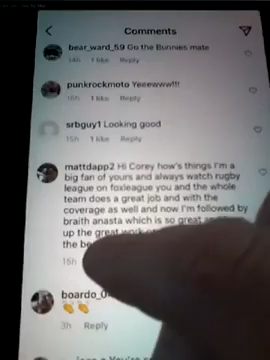 Comments
bear_ward_59 Go the Bunnies mate
1 like Reply
punkrockmoto Yeeewww!!!
1 like Reply
srbguy1 Looking good
15h 1 like Reply
mattdapp2 Hi Corey how's things I'm a
big fan of yours and always watch rugby
league on foxleague you and the whole
team does a great job and with the
coverage as well and now I'm followed by
braith anasta which is so great
up the great
the be
15h
boardo_0
👏👏
3h Reply